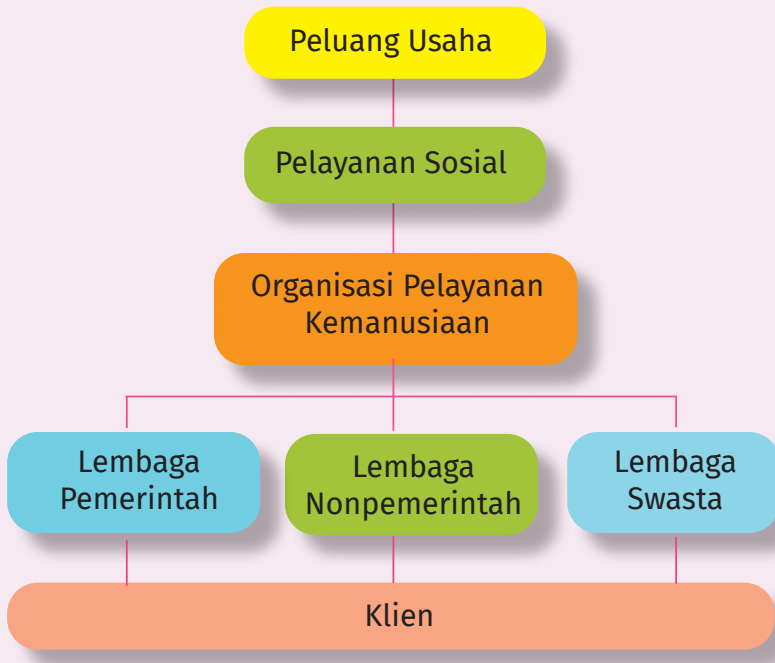 Peluang Usaha
Pelayanan Sosial
Organisasi Pelayanan
Kemanusiaan
Lembaga
Pemerintah
Lembaga
Nonpemerintah
Lembaga
Swasta
Klien